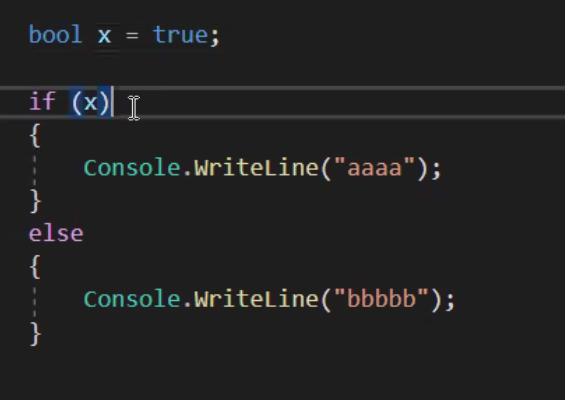 bool x = true;
if (x)
{
Console.WriteLine("aaaa");
}
else
{
Console.WriteLine("bbbbb");
}